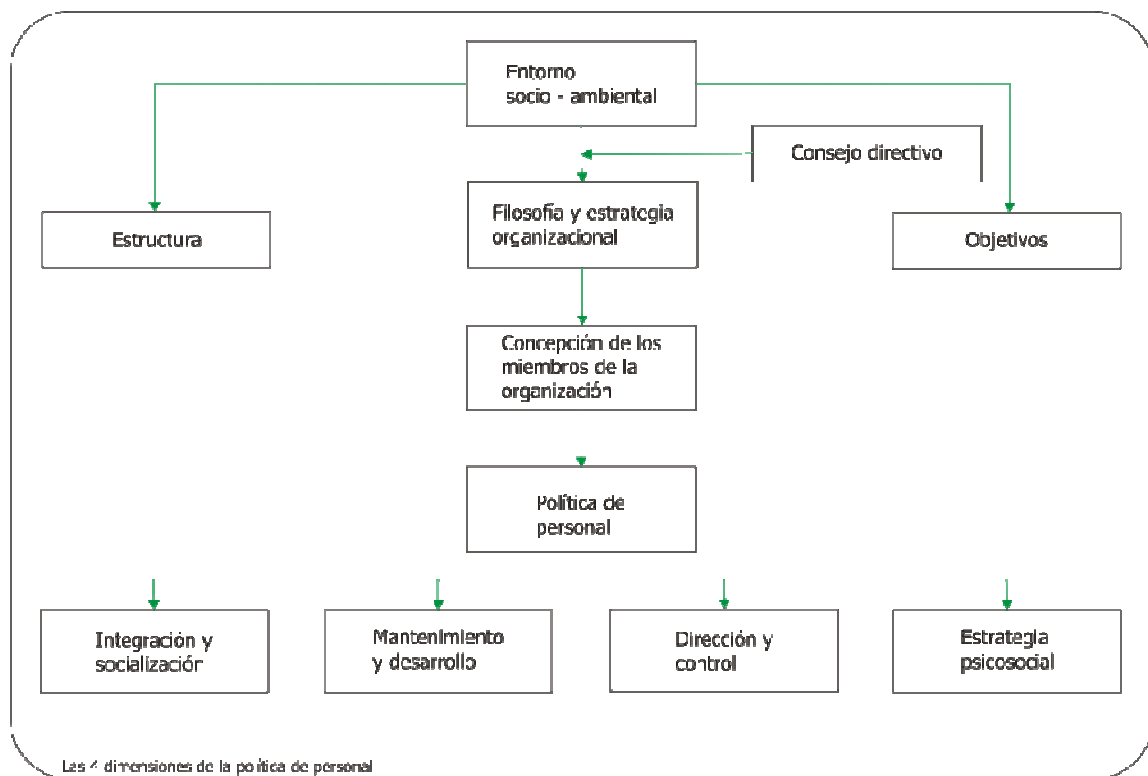 Entorno
socio - ambiental
Consejo directivo
Filosofía y estrategia
organizacional
Estructura
Objetivos
Concepción de los
miembros de la
organización
Política de
personal
Integración y
socialización
Mantenimiento
y desarrollo
Dirección y
control
Estrategia
psicosocial
Las 4 dimensiones de la política de personal